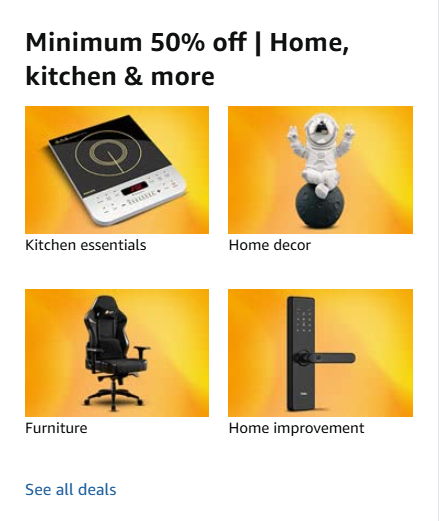 Minimum 50% off | Home,
kitchen & more
Kitchen essentials
Home decor
Furniture
Home improvement
See all deals